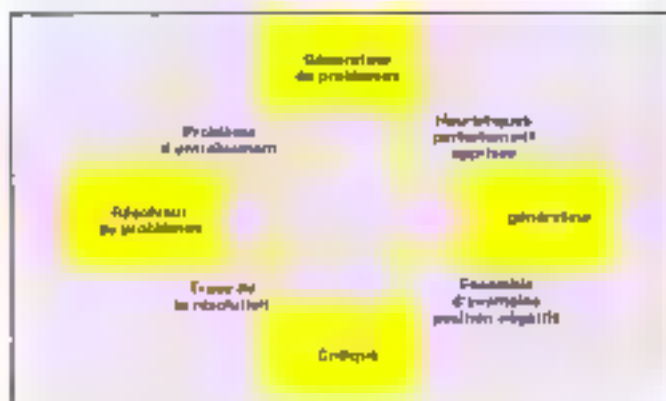 Générateur
de problèmes
Problème
d'entraînement
Heuristiques
partiellement
apprises
de problèmes
générateur
Trace de
la résolution
Ensemble
d'exemples
positifs négatifs
Critique